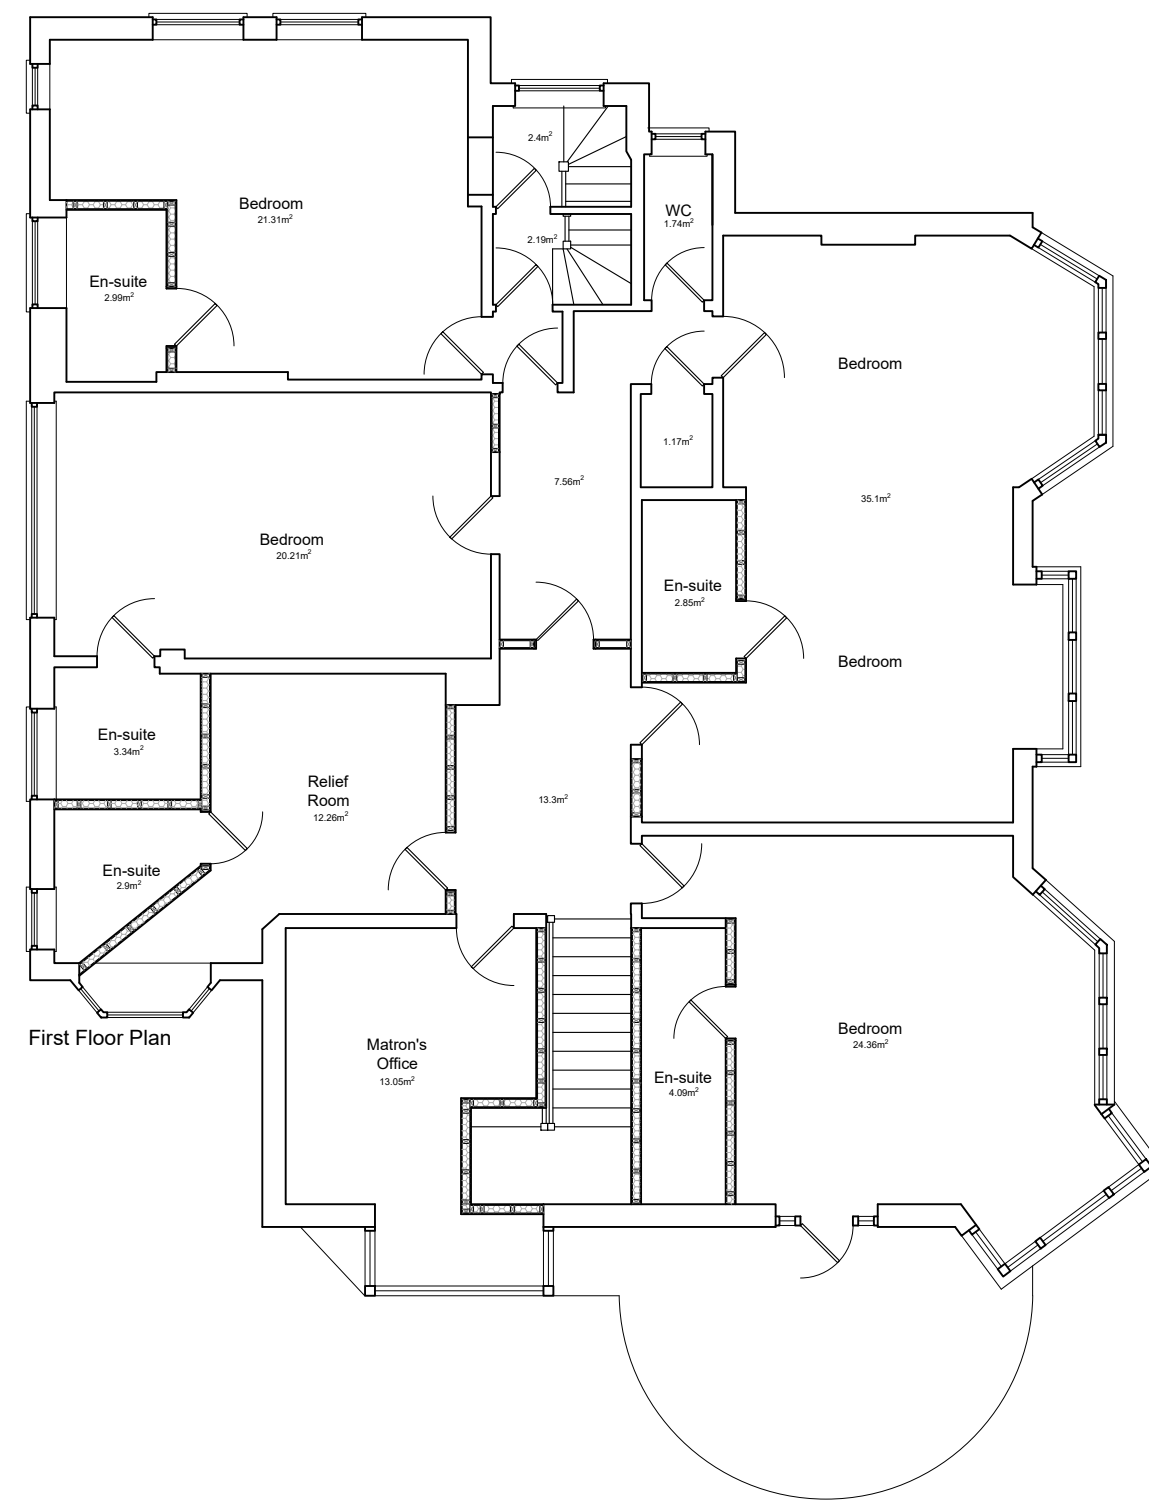 2.4m²
Bedroom
21.31m²
WC
1.74m²
2.19m²
En-suite
2.99m²
Bedroom
1.17m²
7.56m²
35.1m²
Bedroom
20.21m²
En-suite
2.85m²
Bedroom
En-suite
3.34m²
Relief
Room
12.26m²
13.3m²
En-suite
2.9m²
First Floor Plan
Matron's
Office
13.05m²
Bedroom
24.36m²
En-suite
4.09m²